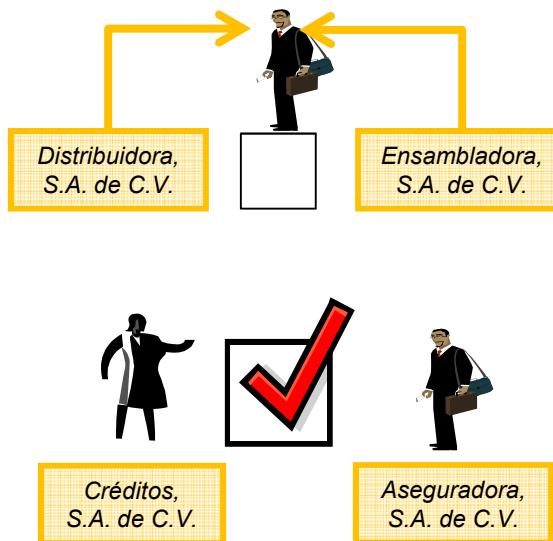 Distribuidora,
S.A. de C.V.
Ensambladora,
S.A. de C.V.
Créditos,
S.A. de C.V.
Aseguradora,
S.A. de C.V.